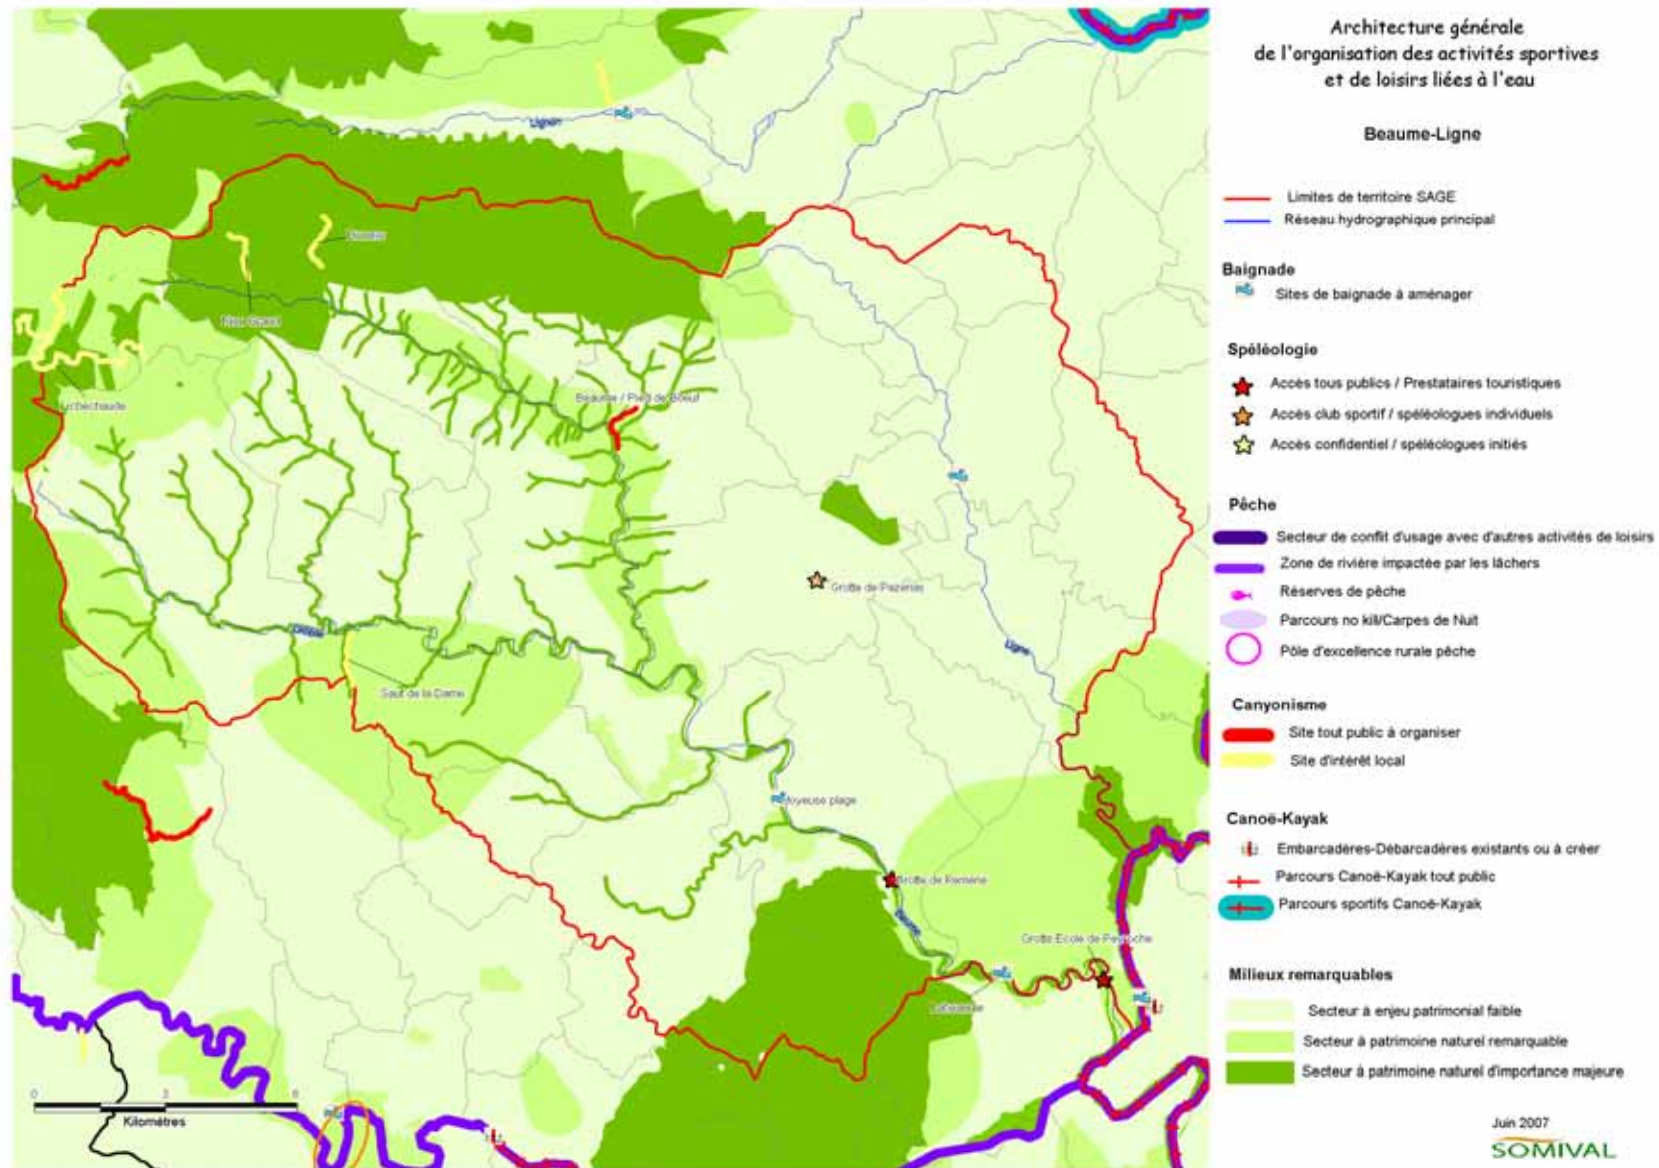 Architecture générale
de l'organisation des activités sportives
et de loisirs liées à l'eau
Beaume-Ligne
Limites de territoire SAGE
Réseau hydrographique principal
Baignade
Sites de baignade à aménager
Spéléologie
Accès tous publics / Prestataires touristiques
Accès club sportif / spéléologues individuels
Accès confidentiel / spéléologues initiés
Pêche
Secteur de conflit d'usage avec d'autres activités de loisirs
Zone de rivière impactée par les lâchers
Réserves de pêche
Parcours no kill/Carpes de Nuit
Pôle d'excellence rurale pêche
Canyonisme
Site tout public à organiser
Site d'intérêt local
Canoë-Kayak
Embarcadères-Débarcadères existants ou à créer
Parcours Canoë-Kayak tout public
Parcours sportifs Canoë-Kayak
Milieux remarquables
Secteur à enjeu patrimonial faible
Secteur à patrimoine naturel remarquable
Secteur à patrimoine naturel d'importance majeure
Juin 2007
SOMIVAL
Lignon
Beaume / Pied de Boeuf
Grotte de Pezenas
Ligne
Drobie
Saut de la Dame
Joyeuse plage
Grotte de Remène
Beaume
Grotte Ecole de Peyroche
0
3
6
Kilomètres